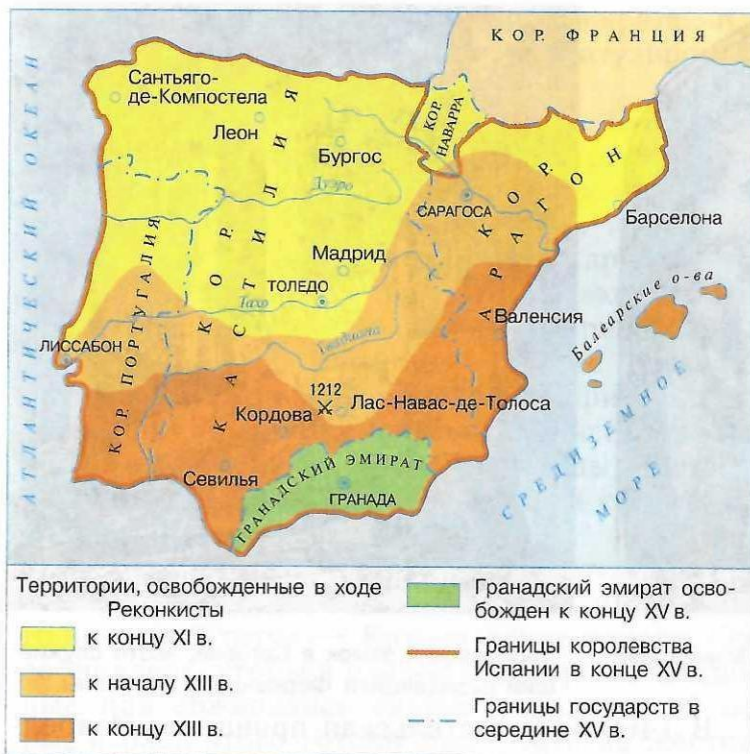 КОР. ФРАНЦИЯ
АТЛАНТИЧЕСКИЙ ОКЕАН
Сантьяго-
де-Компостела
Леон
Бургос
КОР. НАВАРРА
Дуэро
САРАГОСА
КОР. АРАГОН
Барселона
КОР. КАСТИЛИЯ
Мадрид
ТОЛЕДО
Тахо
КОР. ПОРТУГАЛИЯ
ЛИССАБОН
Гвадиана
Валенсия
Балеарские о-ва
1212
Лас-Навас-де-Толоса
Кордова
Севилья
ГРАНАДСКИЙ ЭМИРАТ
ГРАНАДА
СРЕДИЗЕМНОЕ
МОРЕ
Территории, освобожденные в ходе
Реконкисты
к концу XI в.
к началу XIII в.
к концу XIII в.
Гранадский эмират осво-
божден к концу XV в.
Границы королевства
Испании в конце XV в.
Границы государств в
середине XV в.